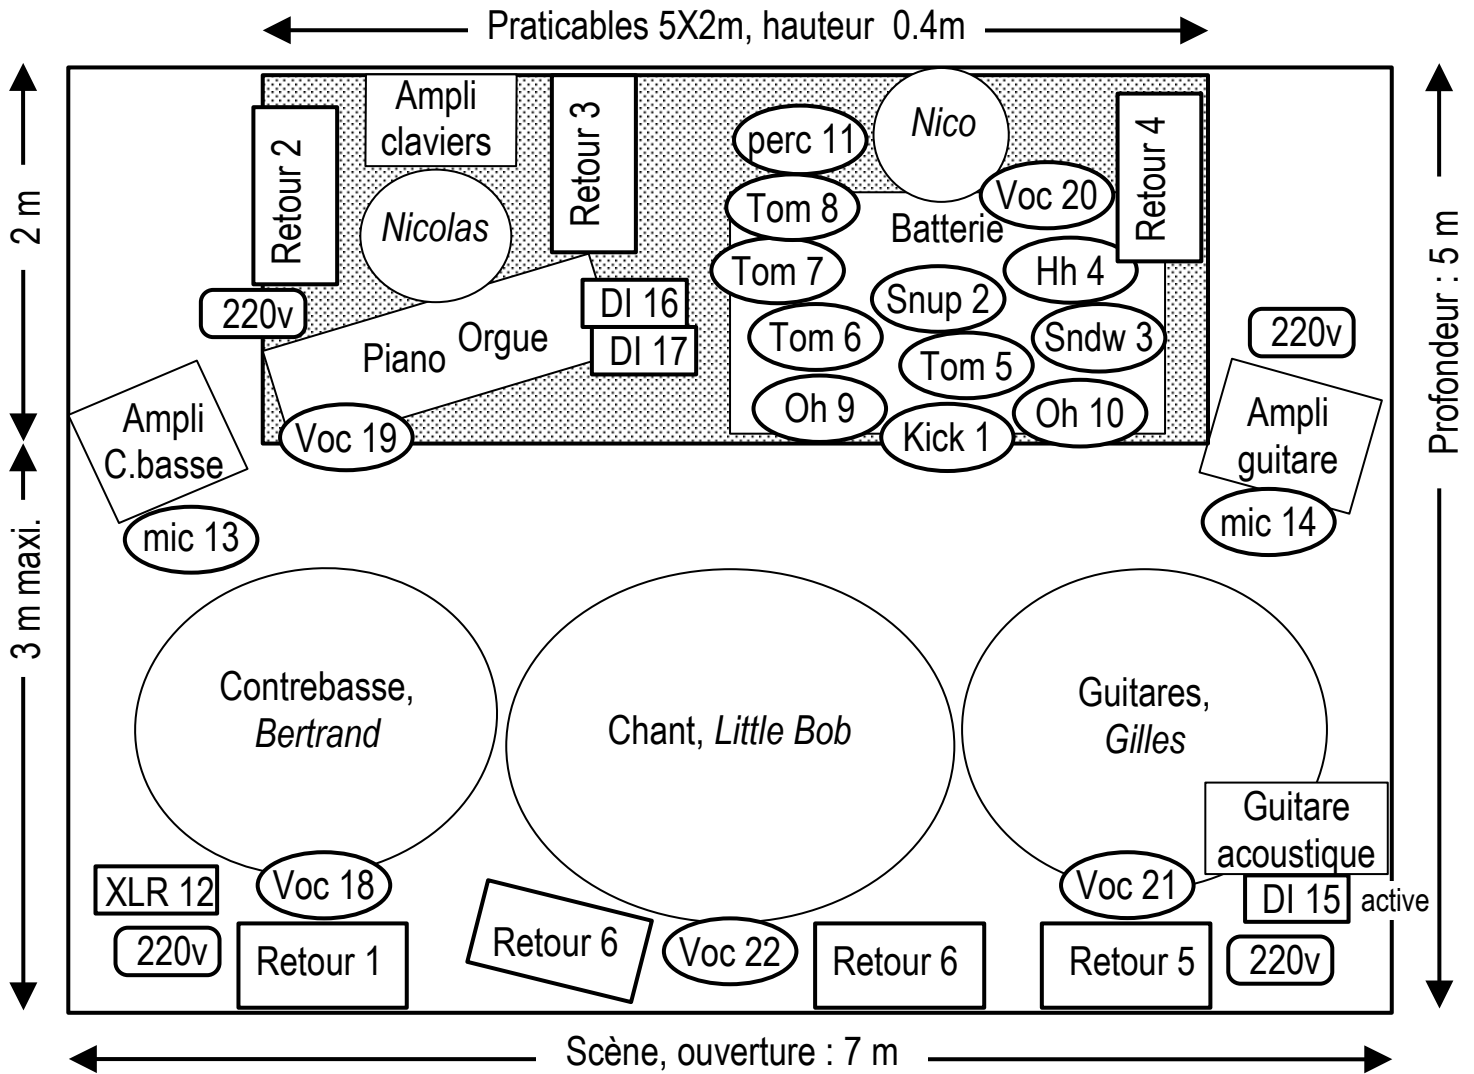 Praticables 5X2m, hauteur 0.4m
2 m
3 m maxi.
Profondeur : 5 m
Ampli
claviers
Retour 2
Retour 3
Nicolas
220v
Piano Orgue
DI 16
DI 17
Voc 19
perc 11
Nico
Voc 20
Retour 4
Tom 8
Batterie
Tom 7
Hh 4
Snup 2
Tom 6
Sndw 3
Tom 5
Oh 9
Kick 1
Oh 10
220v
Ampli
C.basse
mic 13
Ampli
guitare
mic 14
Contrebasse,
Bertrand
Chant, Little Bob
Guitares,
Gilles
Guitare
acoustique
XLR 12
Voc 18
Voc 21
DI 15 active
220v
Retour 1
Retour 6
Voc 22
Retour 6
Retour 5
220v
Scène, ouverture : 7 m